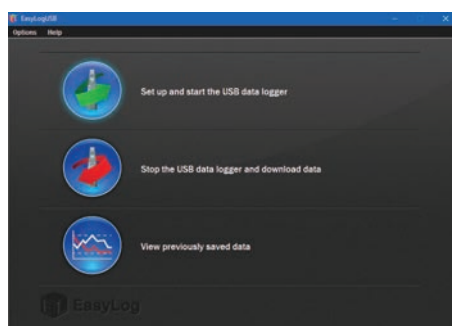 EasyLogUSB
Options Help
Set up and start the USB data logger
Stop the USB data logger and download data
View previously saved data
EasyLog